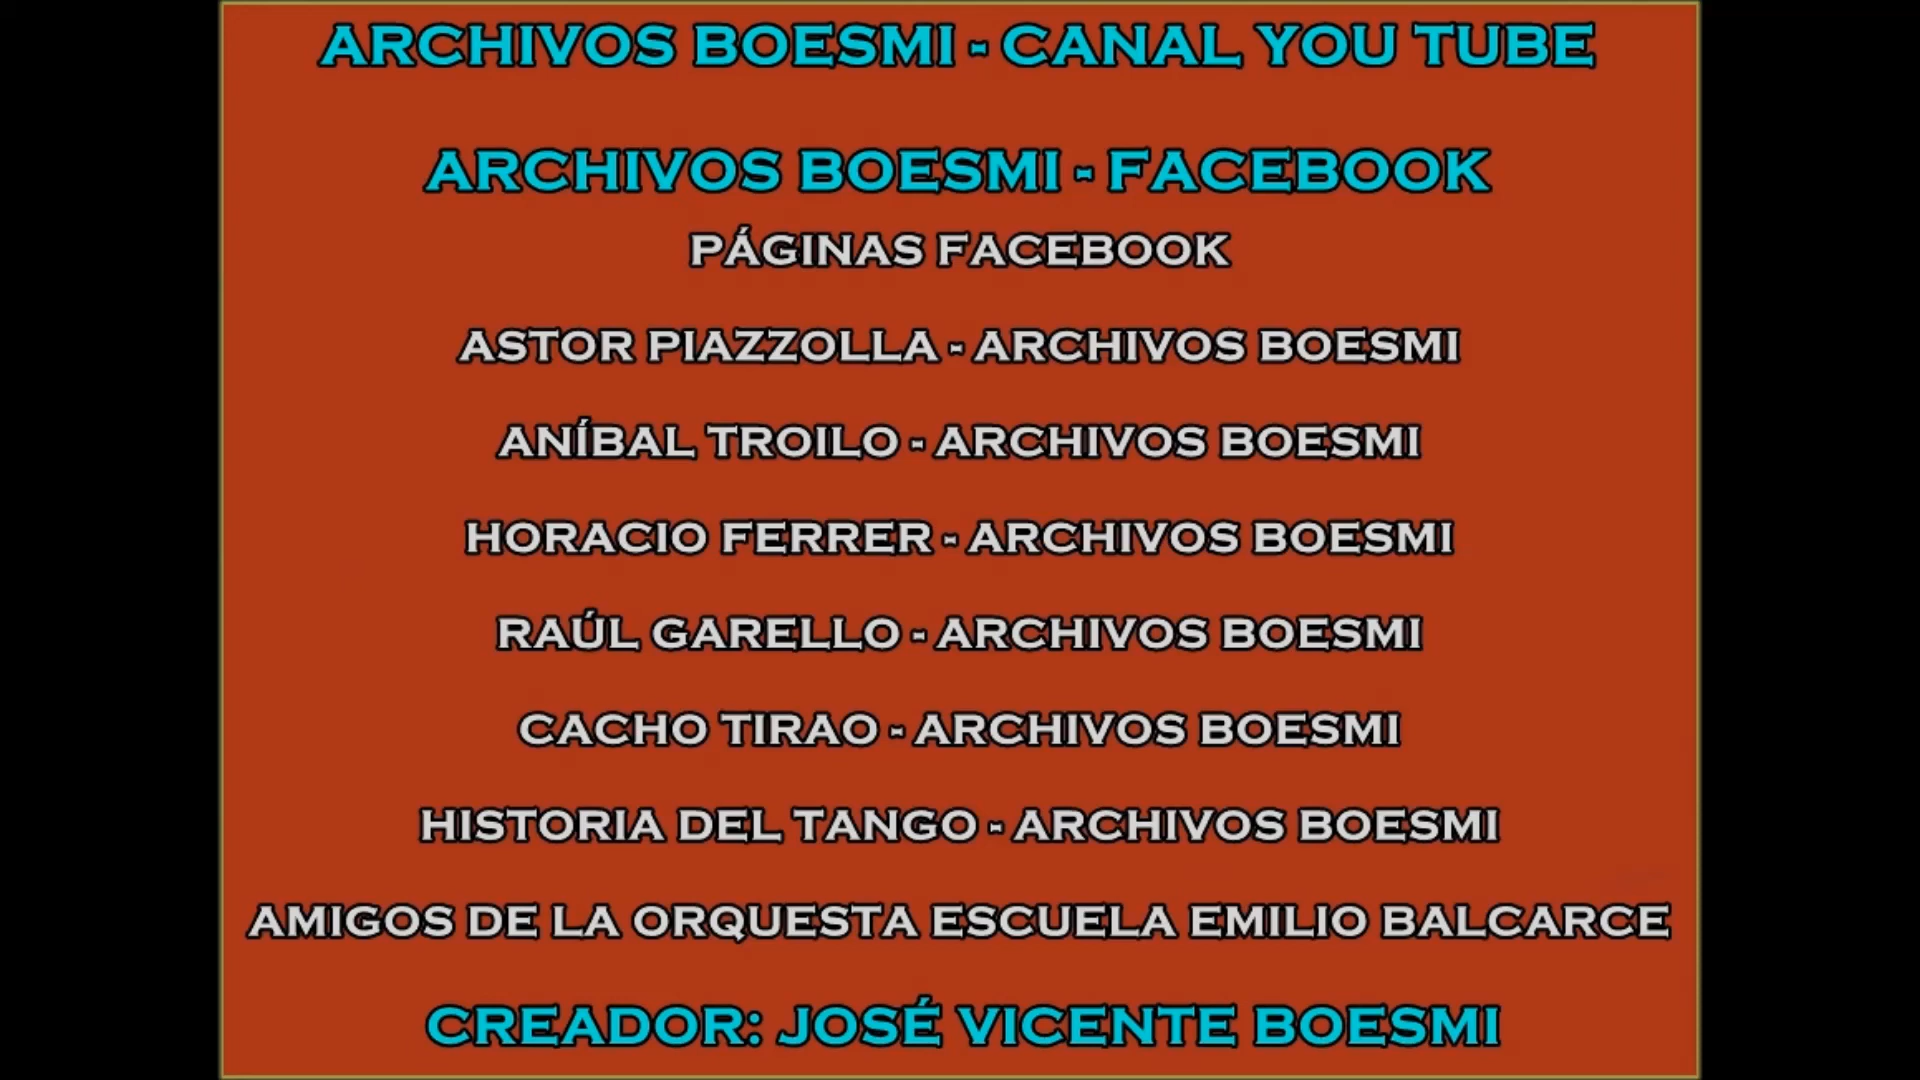 ARCHIVOS BOESMI - CANAL YOU TUBE
ARCHIVOS BOESMI - FACEBOOK
PÁGINAS FACEBOOK
ASTOR PIAZZOLLA - ARCHIVOS BOESMI
ANÍBAL TROILO - ARCHIVOS BOESMI
HORACIO FERRER - ARCHIVOS BOESMI
RAÚL GARELLO - ARCHIVOS BOESMI
CACHO TIRAO - ARCHIVOS BOESMI
HISTORIA DEL TANGO - ARCHIVOS BOESMI
AMIGOS DE LA ORQUESTA ESCUELA EMILIO BALCARCE
CREADOR: JOSÉ VICENTE BOESMI